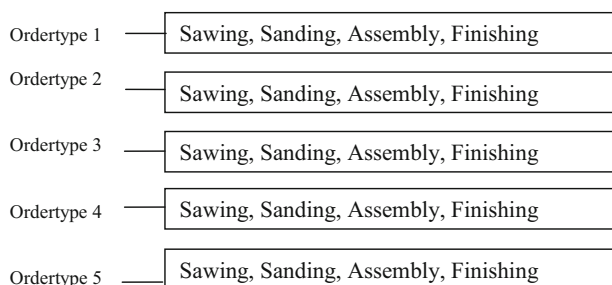 Ordertype 1 Sawing, Sanding, Assembly, Finishing
Ordertype 2 Sawing, Sanding, Assembly, Finishing
Ordertype 3 Sawing, Sanding, Assembly, Finishing
Ordertype 4 Sawing, Sanding, Assembly, Finishing
Ordertype 5 Sawing, Sanding, Assembly, Finishing